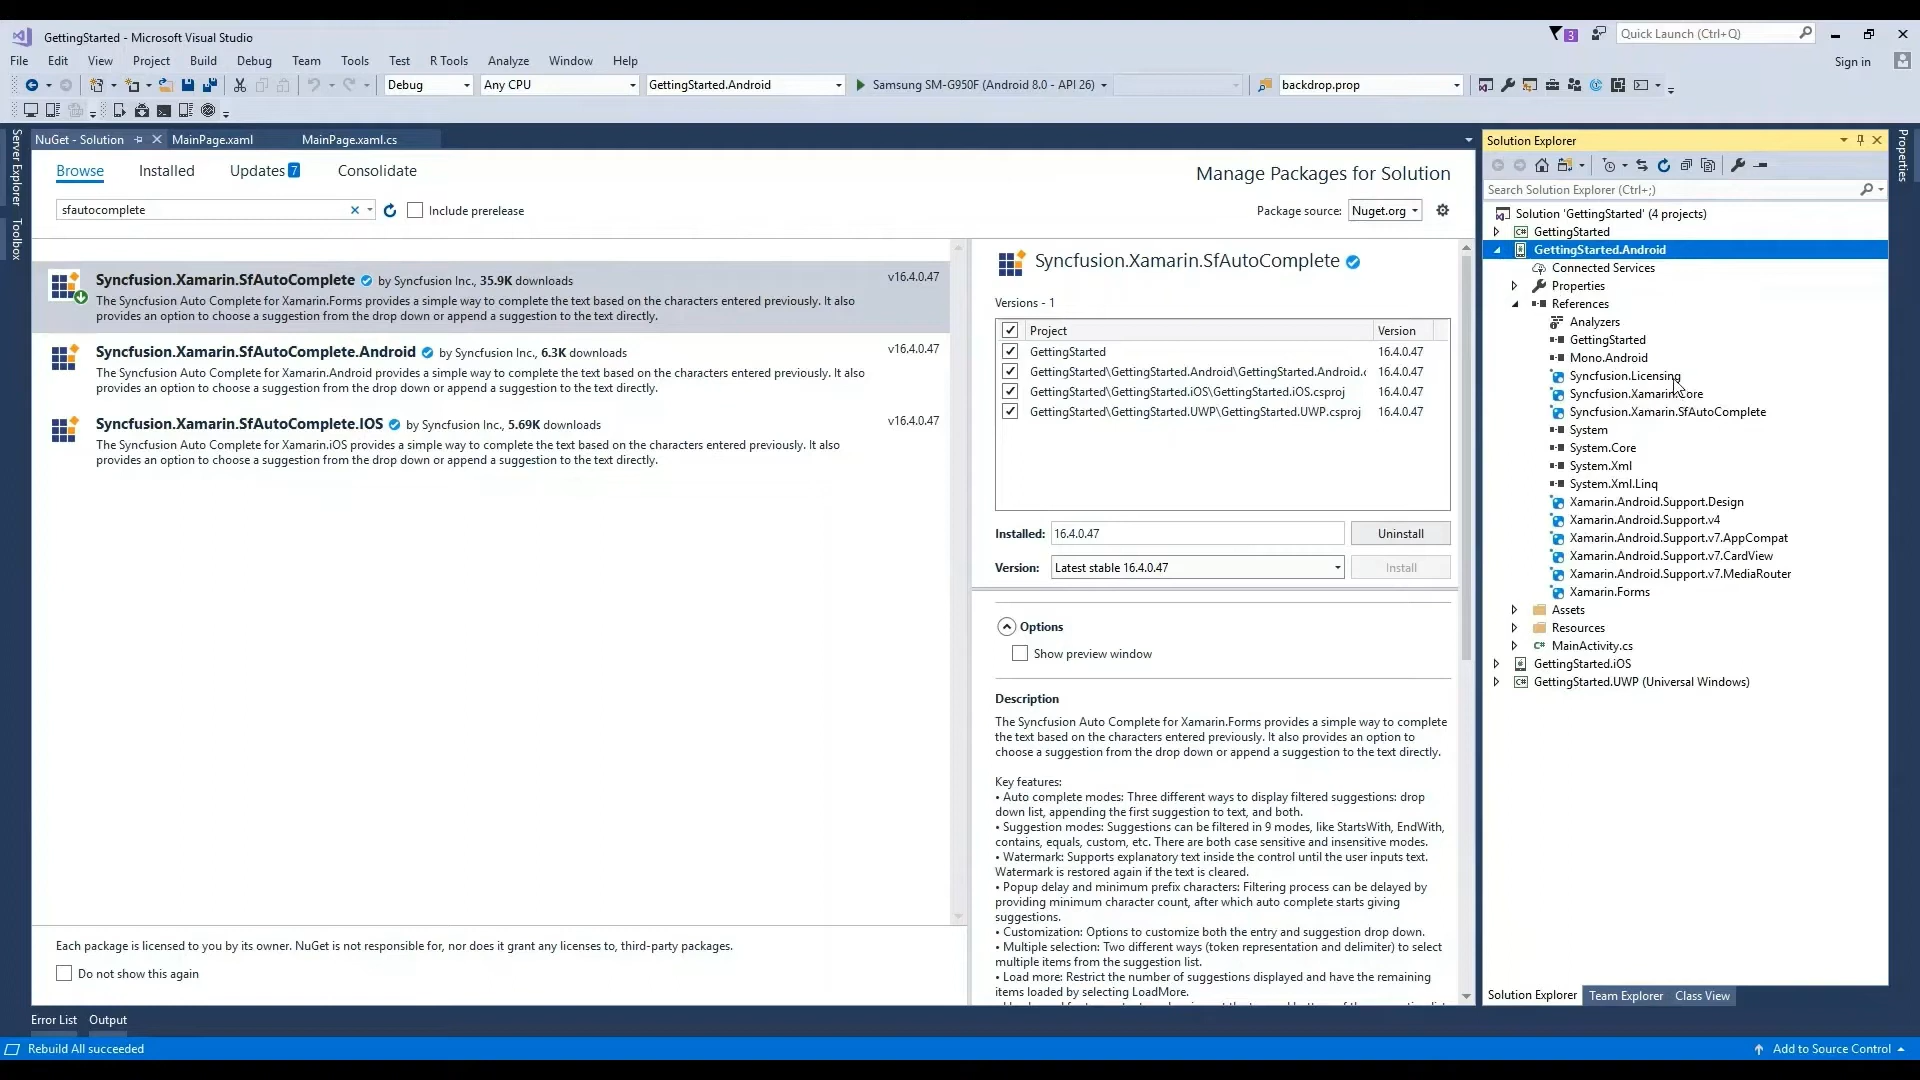 GettingStarted - Microsoft Visual Studio
3
Quick Launch (Ctrl+Q)
File Edit View Project Build Debug Team Tools Test R Tools Analyze Window Help
Sign in
Debug Any CPU GettingStarted.Android Samsung SM-G950F (Android 8.0 - API 26) backdrop.prop
Server Explorer
Toolbox
NuGet - Solution MainPage.xaml MainPage.xaml.cs
Browse Installed Updates 7 Consolidate
Manage Packages for Solution
sfautocomplete
Include prerelease
Package source: Nuget.org
Syncfusion.Xamarin.SfAutoComplete by Syncfusion Inc., 35.9K downloads v16.4.0.47
The Syncfusion Auto Complete for Xamarin.Forms provides a simple way to complete the text based on the characters entered previously. It also
provides an option to choose a suggestion from the drop down or append a suggestion to the text directly.
Syncfusion.Xamarin.SfAutoComplete.Android by Syncfusion Inc., 6.3K downloads v16.4.0.47
The Syncfusion Auto Complete for Xamarin.Android provides a simple way to complete the text based on the characters entered previously. It also
provides an option to choose a suggestion from the drop down or append a suggestion to the text directly.
Syncfusion.Xamarin.SfAutoComplete.IOS by Syncfusion Inc., 5.69K downloads v16.4.0.47
The Syncfusion Auto Complete for Xamarin.iOS provides a simple way to complete the text based on the characters entered previously. It also
provides an option to choose a suggestion from the drop down or append a suggestion to the text directly.
Each package is licensed to you by its owner. NuGet is not responsible for, nor does it grant any licenses to, third-party packages.
Do not show this again
Syncfusion.Xamarin.SfAutoComplete
Versions - 1
Project Version
GettingStarted 16.4.0.47
GettingStarted\GettingStarted.Android\GettingStarted.Android.c 16.4.0.47
GettingStarted\GettingStarted.iOS\GettingStarted.iOS.csproj 16.4.0.47
GettingStarted\GettingStarted.UWP\GettingStarted.UWP.csproj 16.4.0.47
Installed: 16.4.0.47 Uninstall
Version: Latest stable 16.4.0.47 Install
Options
Show preview window
Description
The Syncfusion Auto Complete for Xamarin.Forms provides a simple way to complete
the text based on the characters entered previously. It also provides an option to
choose a suggestion from the drop down or append a suggestion to the text directly.
Key features:
• Auto complete modes: Three different ways to display filtered suggestions: drop
down list, appending the first suggestion to text, and both.
• Suggestion modes: Suggestions can be filtered in 9 modes, like StartsWith, EndWith,
contains, equals, custom, etc. There are both case sensitive and insensitive modes.
• Watermark: Supports explanatory text inside the control until the user inputs text.
Watermark is restored again if the text is cleared.
• Popup delay and minimum prefix characters: Filtering process can be delayed by
providing minimum character count, after which auto complete starts giving
suggestions.
• Customization: Options to customize both the entry and suggestion drop down.
• Multiple selection: Two different ways (token representation and delimiter) to select
multiple items from the suggestion list.
• Load more: Restrict the number of suggestions displayed and have the remaining
items loaded by selecting LoadMore.
Solution Explorer
Search Solution Explorer (Ctrl+;)
Solution 'GettingStarted' (4 projects)
GettingStarted
GettingStarted.Android
Connected Services
Properties
References
Analyzers
GettingStarted
Mono.Android
Syncfusion.Licensing
Syncfusion.Xamarin.Core
Syncfusion.Xamarin.SfAutoComplete
System
System.Core
System.Xml
System.Xml.Linq
Xamarin.Android.Support.Design
Xamarin.Android.Support.v4
Xamarin.Android.Support.v7.AppCompat
Xamarin.Android.Support.v7.CardView
Xamarin.Android.Support.v7.MediaRouter
Xamarin.Forms
Assets
Resources
MainActivity.cs
GettingStarted.iOS
GettingStarted.UWP (Universal Windows)
Solution Explorer Team Explorer Class View
Properties
Error List Output
Rebuild All succeeded
Add to Source Control